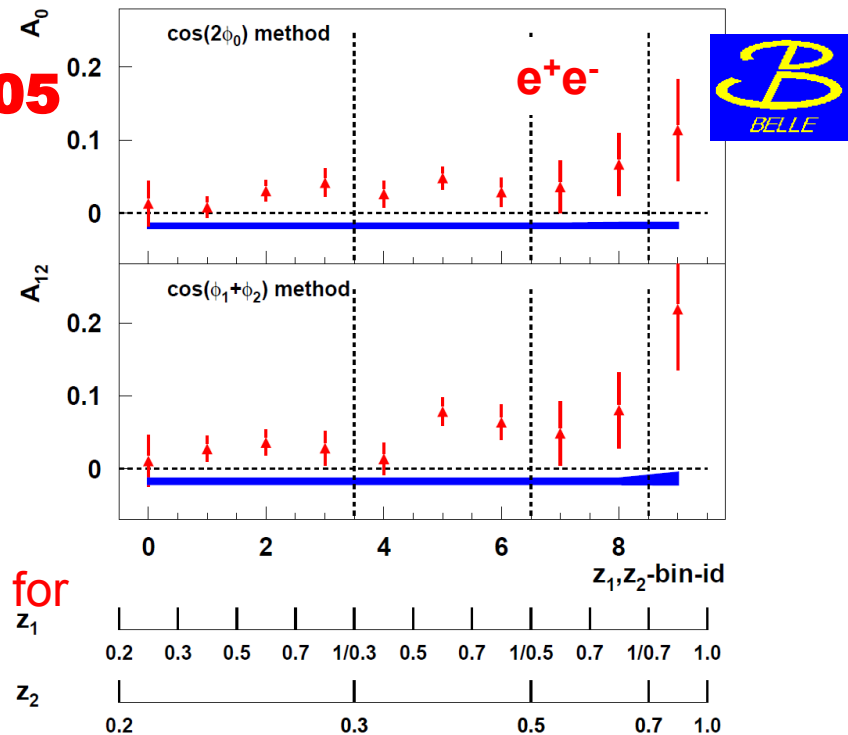 A₀
cos(2ϕ₀) method
e⁺e⁻
05
BELLE
0.2
0.1
0
A₁₂
cos(ϕ₁+ϕ₂) method
0.2
0.1
0
0 2 4 6 8
z₁,z₂-bin-id
for
z₁
0.2 0.3 0.5 0.7 1/0.3 0.5 0.7 1/0.5 0.7 1/0.7 1.0
z₂
0.2 0.3 0.5 0.7 1.0